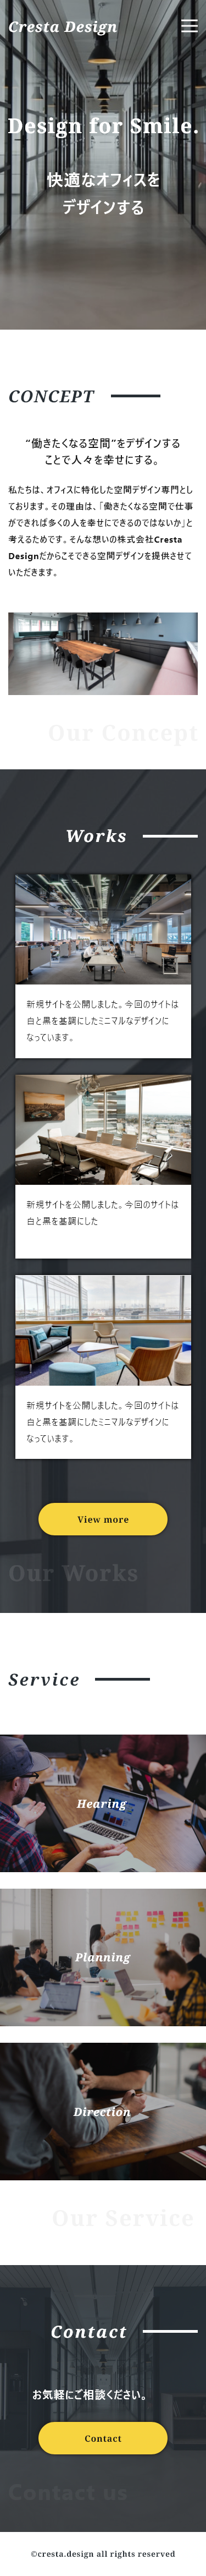 Cresta Design
Design for Smile.
快適なオフィスを
デザインする
CONCEPT
“働きたくなる空間”をデザインする
ことで人々を幸せにする。
私たちは、オフィスに特化した空間デザイン専門とし
ております。その理由は、「働きたくなる空間で仕事
ができれば多くの人を幸せにできるのではないか」と
考えるためです。そんな想いの株式会社Cresta
Designだからこそできる空間デザインを提供させて
いただきます。
Our Concept
Works
新規サイトを公開しました。今回のサイトは
白と黒を基調にしたミニマルなデザインに
なっています。
新規サイトを公開しました。今回のサイトは
白と黒を基調にした
新規サイトを公開しました。今回のサイトは
白と黒を基調にしたミニマルなデザインに
なっています。
View more
Our Works
Service
Hearing
Planning
Direction
Our Service
Contact
お気軽にご相談ください。
Contact
Contact us
©cresta.design all rights reserved